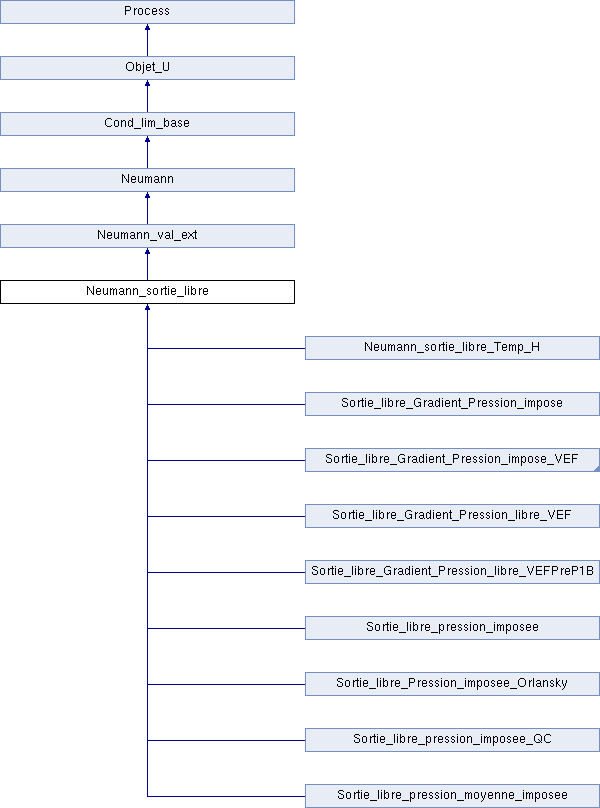 Process
Objet_U
Cond_lim_base
Neumann
Neumann_val_ext
Neumann_sortie_libre
Neumann_sortie_libre_Temp_H
Sortie_libre_Gradient_Pression_impose
Sortie_libre_Gradient_Pression_impose_VEF
Sortie_libre_Gradient_Pression_libre_VEF
Sortie_libre_Gradient_Pression_libre_VEFPreP1B
Sortie_libre_pression_imposee
Sortie_libre_Pression_imposee_Orlansky
Sortie_libre_pression_imposee_QC
Sortie_libre_pression_moyenne_imposee